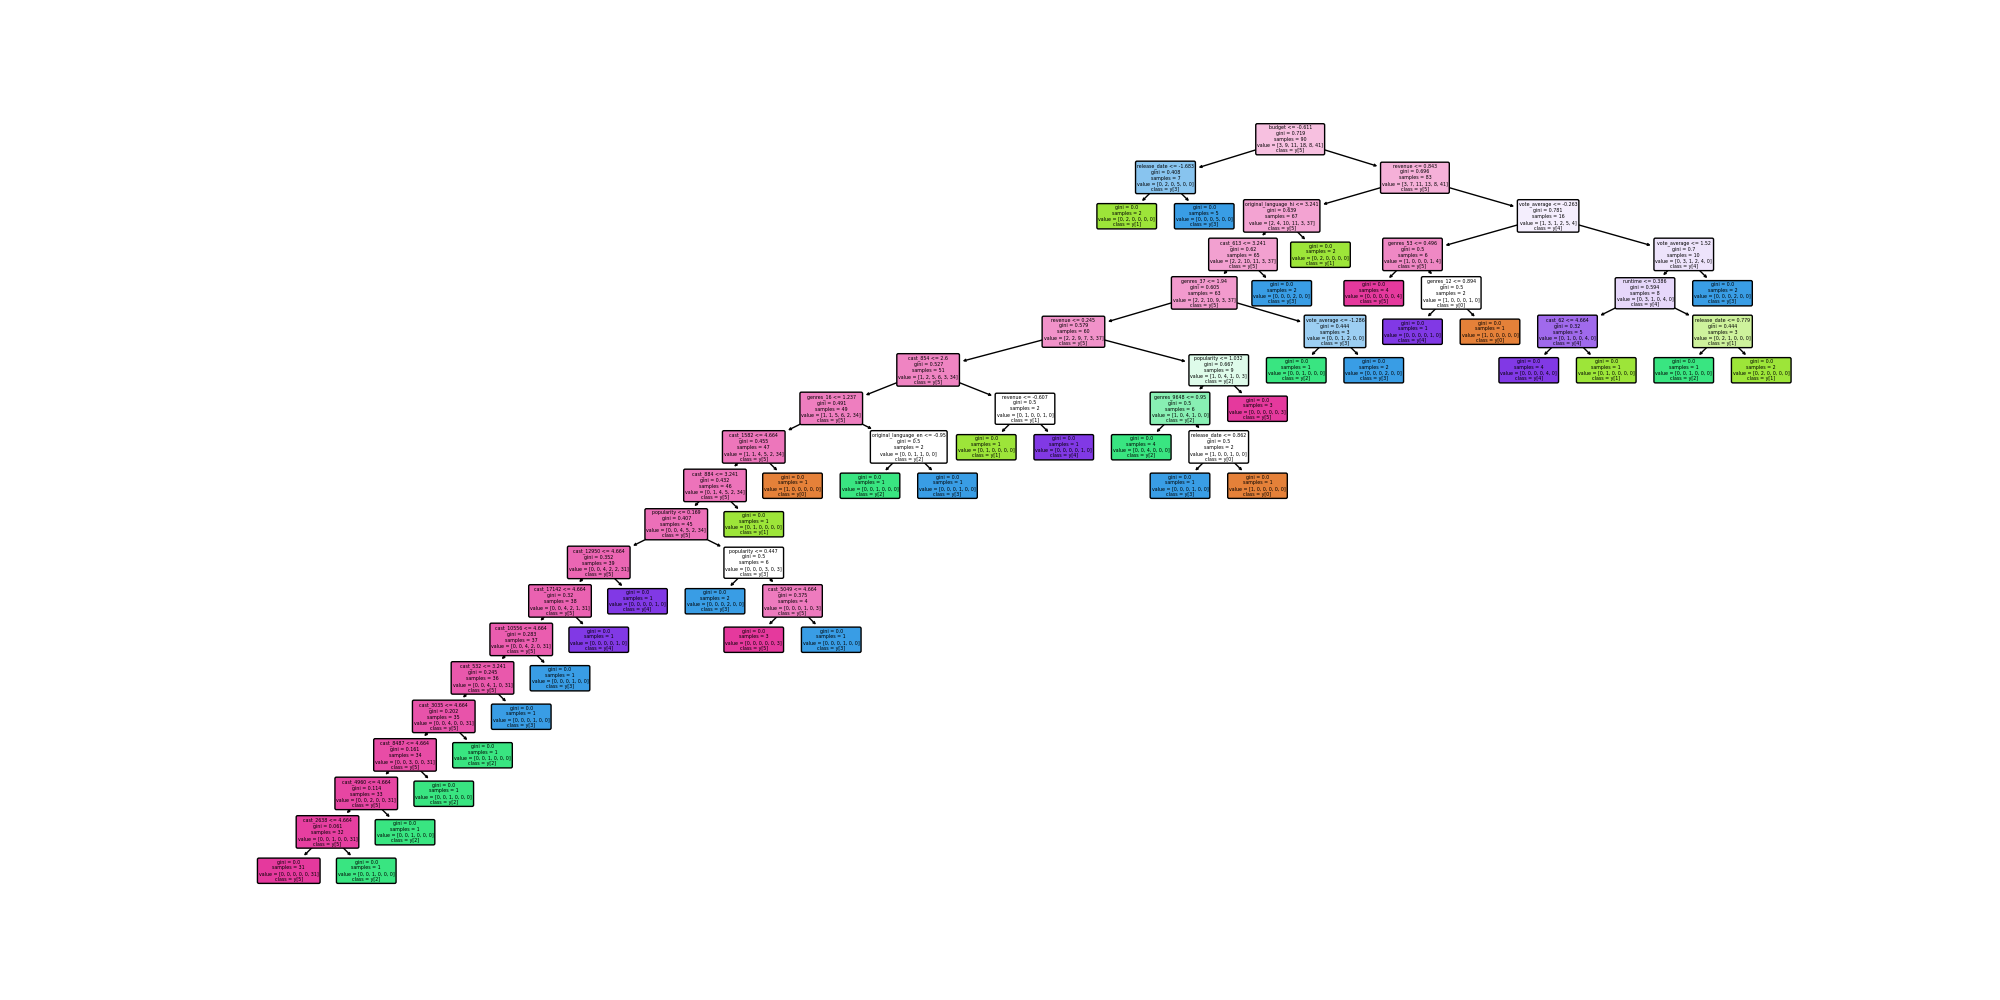 budget <= -0.611
gini = 0.719
samples = 90
value = [3, 9, 11, 18, 8, 41]
class = y[5]
release_date <= -1.883
gini = 0.408
samples = 7
value = [0, 2, 0, 5, 0, 0]
class = y[3]
revenue <= 0.843
gini = 0.696
samples = 83
value = [3, 7, 11, 13, 8, 41]
class = y[5]
gini = 0.0
samples = 2
value = [0, 2, 0, 0, 0, 0]
class = y[1]
gini = 0.0
samples = 5
value = [0, 0, 0, 5, 0, 0]
class = y[3]
original_language_hi <= 3.241
gini = 0.639
samples = 67
value = [2, 4, 10, 11, 3, 37]
class = y[5]
vote_average <= -0.263
gini = 0.781
samples = 16
value = [1, 3, 1, 2, 5, 4]
class = y[4]
cast_613 <= 3.241
gini = 0.62
samples = 65
value = [2, 2, 10, 11, 3, 37]
class = y[5]
gini = 0.0
samples = 2
value = [0, 2, 0, 0, 0, 0]
class = y[1]
genres_53 <= 0.496
gini = 0.5
samples = 6
value = [1, 0, 0, 0, 1, 4]
class = y[5]
vote_average <= 1.52
gini = 0.7
samples = 10
value = [0, 3, 1, 2, 4, 0]
class = y[4]
genres_37 <= 1.94
gini = 0.605
samples = 63
value = [2, 2, 10, 9, 3, 37]
class = y[5]
gini = 0.0
samples = 2
value = [0, 0, 0, 2, 0, 0]
class = y[3]
gini = 0.0
samples = 4
value = [0, 0, 0, 0, 0, 4]
class = y[5]
genres_12 <= 0.894
gini = 0.5
samples = 2
value = [1, 0, 0, 0, 1, 0]
class = y[0]
runtime <= 0.388
gini = 0.594
samples = 8
value = [0, 3, 1, 0, 4, 0]
class = y[4]
gini = 0.0
samples = 2
value = [0, 0, 0, 2, 0, 0]
class = y[3]
revenue <= 0.245
gini = 0.579
samples = 60
value = [2, 2, 9, 7, 3, 37]
class = y[5]
vote_average <= -1.286
gini = 0.444
samples = 3
value = [0, 0, 1, 2, 0, 0]
class = y[3]
gini = 0.0
samples = 1
value = [0, 0, 0, 0, 1, 0]
class = y[4]
gini = 0.0
samples = 1
value = [1, 0, 0, 0, 0, 0]
class = y[0]
cast_62 <= 4.664
gini = 0.32
samples = 5
value = [0, 1, 0, 0, 4, 0]
class = y[4]
release_date <= 0.779
gini = 0.444
samples = 3
value = [0, 2, 1, 0, 0, 0]
class = y[1]
cast_854 <= 2.6
gini = 0.527
samples = 51
value = [1, 2, 5, 6, 3, 34]
class = y[5]
popularity <= 1.032
gini = 0.667
samples = 9
value = [1, 0, 4, 1, 0, 3]
class = y[2]
gini = 0.0
samples = 1
value = [0, 0, 1, 0, 0, 0]
class = y[2]
gini = 0.0
samples = 2
value = [0, 0, 0, 2, 0, 0]
class = y[3]
gini = 0.0
samples = 4
value = [0, 0, 0, 0, 4, 0]
class = y[4]
gini = 0.0
samples = 1
value = [0, 1, 0, 0, 0, 0]
class = y[1]
gini = 0.0
samples = 1
value = [0, 0, 1, 0, 0, 0]
class = y[2]
gini = 0.0
samples = 2
value = [0, 2, 0, 0, 0, 0]
class = y[1]
genres_16 <= 1.237
gini = 0.491
samples = 49
value = [1, 1, 5, 6, 2, 34]
class = y[5]
revenue <= -0.607
gini = 0.5
samples = 2
value = [0, 1, 0, 0, 1, 0]
class = y[1]
genres_9648 <= 0.95
gini = 0.5
samples = 6
value = [1, 0, 4, 1, 0, 0]
class = y[2]
gini = 0.0
samples = 3
value = [0, 0, 0, 0, 0, 3]
class = y[5]
cast_1582 <= 4.664
gini = 0.455
samples = 47
value = [1, 1, 4, 5, 2, 34]
class = y[5]
original_language_en <= -0.95
gini = 0.5
samples = 2
value = [0, 0, 1, 1, 0, 0]
class = y[2]
gini = 0.0
samples = 1
value = [0, 1, 0, 0, 0, 0]
class = y[1]
gini = 0.0
samples = 1
value = [0, 0, 0, 0, 1, 0]
class = y[4]
gini = 0.0
samples = 4
value = [0, 0, 4, 0, 0, 0]
class = y[2]
release_date <= 0.862
gini = 0.5
samples = 2
value = [1, 0, 0, 1, 0, 0]
class = y[0]
cast_884 <= 3.241
gini = 0.432
samples = 46
value = [0, 1, 4, 5, 2, 34]
class = y[5]
gini = 0.0
samples = 1
value = [1, 0, 0, 0, 0, 0]
class = y[0]
gini = 0.0
samples = 1
value = [0, 0, 1, 0, 0, 0]
class = y[2]
gini = 0.0
samples = 1
value = [0, 0, 0, 1, 0, 0]
class = y[3]
gini = 0.0
samples = 1
value = [0, 0, 0, 1, 0, 0]
class = y[3]
gini = 0.0
samples = 1
value = [1, 0, 0, 0, 0, 0]
class = y[0]
popularity <= 0.169
gini = 0.407
samples = 45
value = [0, 0, 4, 5, 2, 34]
class = y[5]
gini = 0.0
samples = 1
value = [0, 1, 0, 0, 0, 0]
class = y[1]
cast_12950 <= 4.664
gini = 0.352
samples = 39
value = [0, 0, 4, 2, 2, 31]
class = y[5]
popularity <= 0.447
gini = 0.5
samples = 6
value = [0, 0, 0, 3, 0, 3]
class = y[3]
cast_17142 <= 4.664
gini = 0.32
samples = 38
value = [0, 0, 4, 2, 1, 31]
class = y[5]
gini = 0.0
samples = 1
value = [0, 0, 0, 0, 1, 0]
class = y[4]
gini = 0.0
samples = 2
value = [0, 0, 0, 2, 0, 0]
class = y[3]
cast_5049 <= 4.664
gini = 0.375
samples = 4
value = [0, 0, 0, 1, 0, 3]
class = y[5]
cast_10556 <= 4.664
gini = 0.283
samples = 37
value = [0, 0, 4, 2, 0, 31]
class = y[5]
gini = 0.0
samples = 1
value = [0, 0, 0, 0, 1, 0]
class = y[4]
gini = 0.0
samples = 3
value = [0, 0, 0, 0, 0, 3]
class = y[5]
gini = 0.0
samples = 1
value = [0, 0, 0, 1, 0, 0]
class = y[3]
cast_532 <= 3.241
gini = 0.245
samples = 36
value = [0, 0, 4, 1, 0, 31]
class = y[5]
gini = 0.0
samples = 1
value = [0, 0, 0, 1, 0, 0]
class = y[3]
cast_3035 <= 4.664
gini = 0.202
samples = 35
value = [0, 0, 4, 0, 0, 31]
class = y[5]
gini = 0.0
samples = 1
value = [0, 0, 0, 1, 0, 0]
class = y[3]
cast_8487 <= 4.664
gini = 0.161
samples = 34
value = [0, 0, 3, 0, 0, 31]
class = y[5]
gini = 0.0
samples = 1
value = [0, 0, 1, 0, 0, 0]
class = y[2]
cast_4960 <= 4.664
gini = 0.114
samples = 33
value = [0, 0, 2, 0, 0, 31]
class = y[5]
gini = 0.0
samples = 1
value = [0, 0, 1, 0, 0, 0]
class = y[2]
cast_2638 <= 4.664
gini = 0.061
samples = 32
value = [0, 0, 1, 0, 0, 31]
class = y[5]
gini = 0.0
samples = 1
value = [0, 0, 1, 0, 0, 0]
class = y[2]
gini = 0.0
samples = 31
value = [0, 0, 0, 0, 0, 31]
class = y[5]
gini = 0.0
samples = 1
value = [0, 0, 1, 0, 0, 0]
class = y[2]